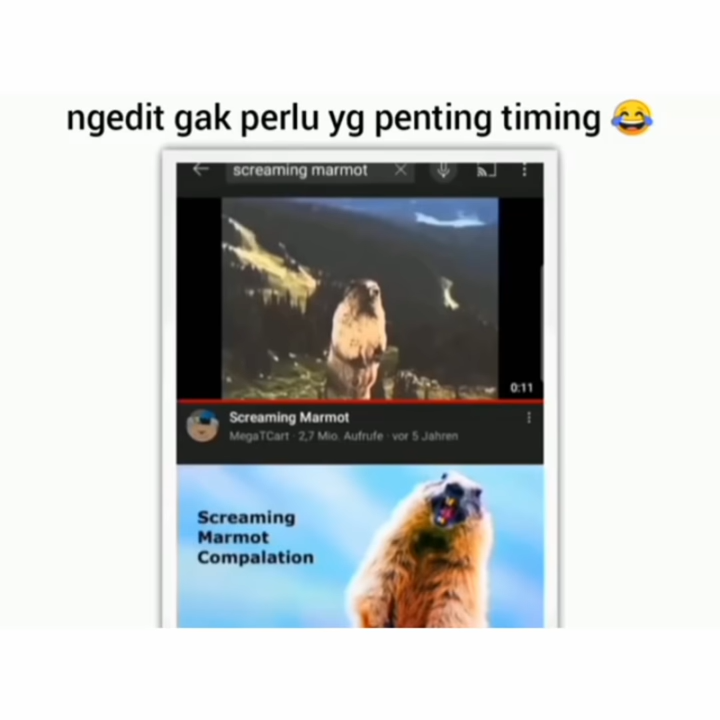 ngedit gak perlu yg penting timing 😂
screaming marmot
0:11
Screaming Marmot
MegaTCart · 2,7 Mio. Aufrufe · vor 5 Jahren
Screaming
Marmot
Compalation